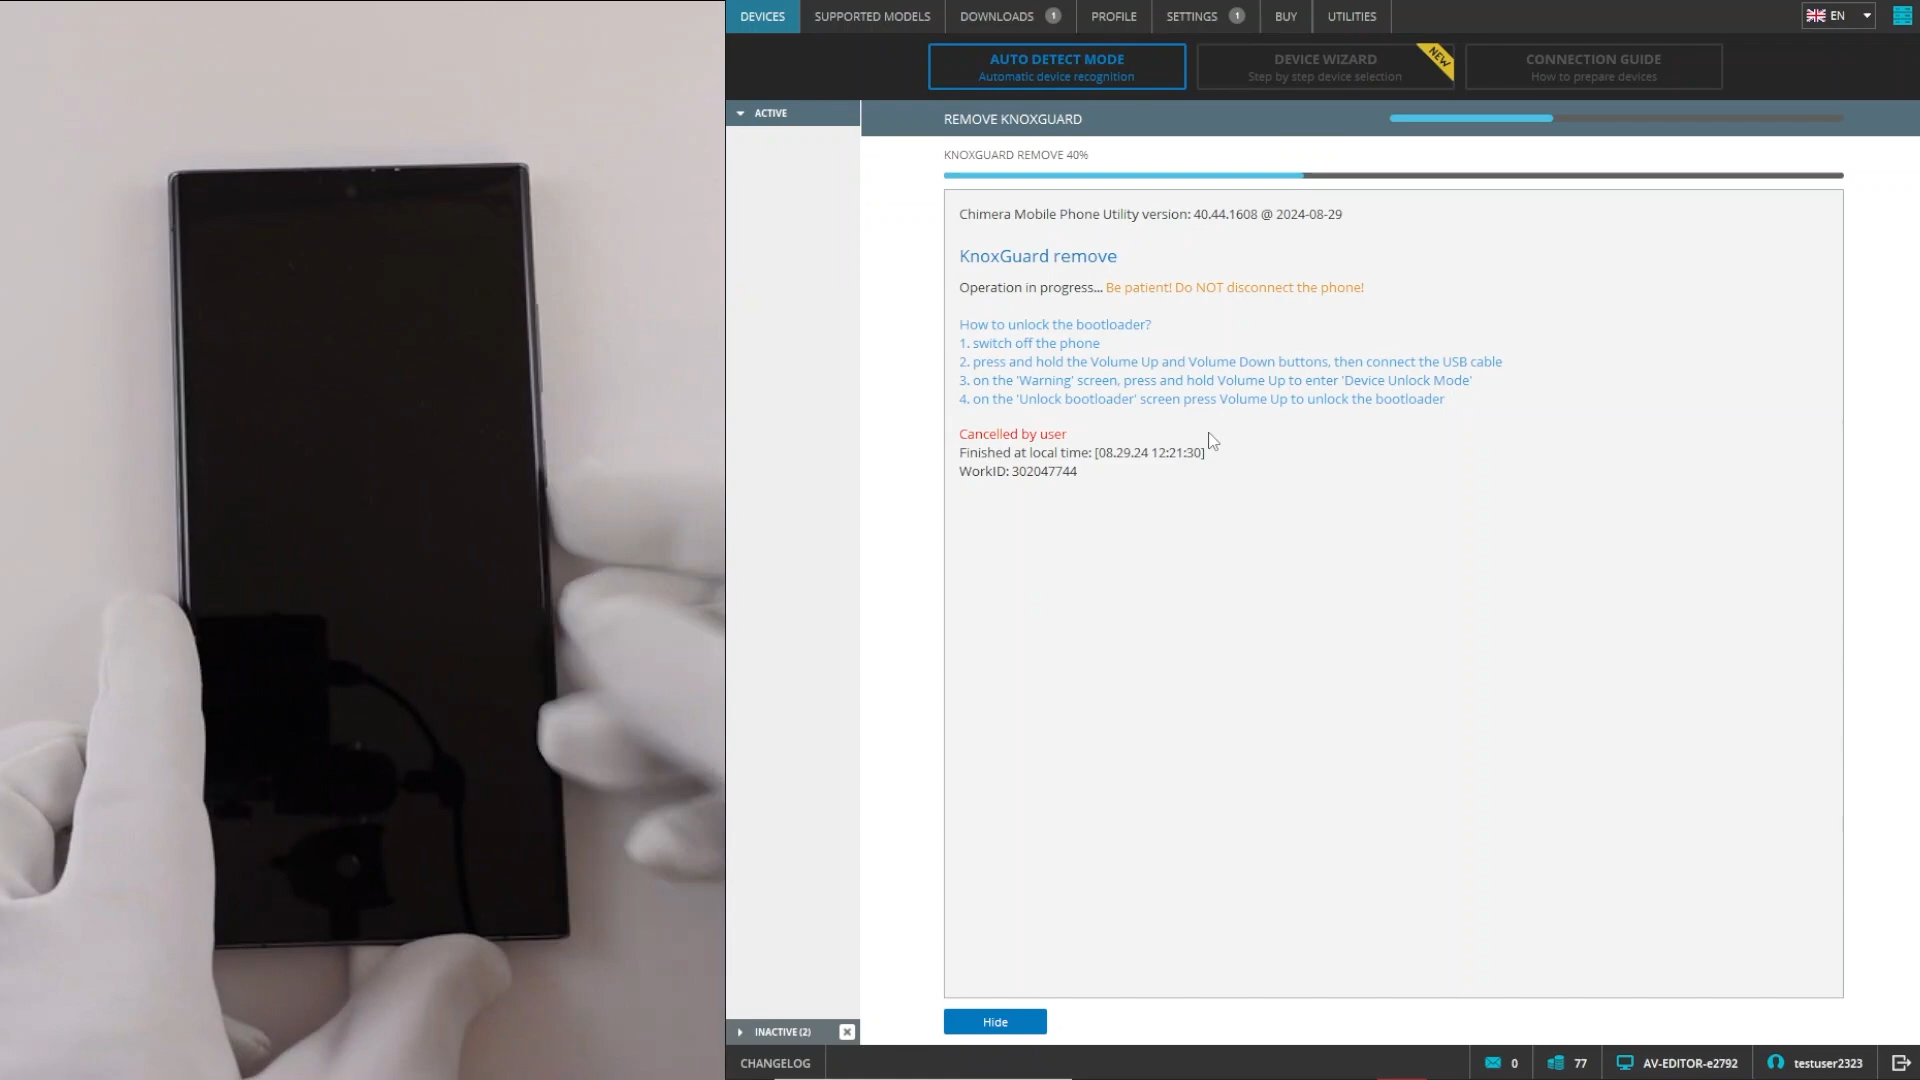 DEVICES
SUPPORTED MODELS
DOWNLOADS 1
PROFILE
SETTINGS 1
BUY
UTILITIES
EN
AUTO DETECT MODE
Automatic device recognition
DEVICE WIZARD
Step by step device selection
NEW
CONNECTION GUIDE
How to prepare devices
ACTIVE
REMOVE KNOXGUARD
KNOXGUARD REMOVE 40%
Chimera Mobile Phone Utility version: 40.44.1608 @ 2024-08-29
KnoxGuard remove
Operation in progress... Be patient! Do NOT disconnect the phone!
How to unlock the bootloader?
1. switch off the phone
2. press and hold the Volume Up and Volume Down buttons, then connect the USB cable
3. on the 'Warning' screen, press and hold Volume Up to enter 'Device Unlock Mode'
4. on the 'Unlock bootloader' screen press Volume Up to unlock the bootloader
Cancelled by user
Finished at local time: [08.29.24 12:21:30]
WorkID: 302047744
Hide
INACTIVE (2)
CHANGELOG
0
77
AV-EDITOR-e2792
testuser2323